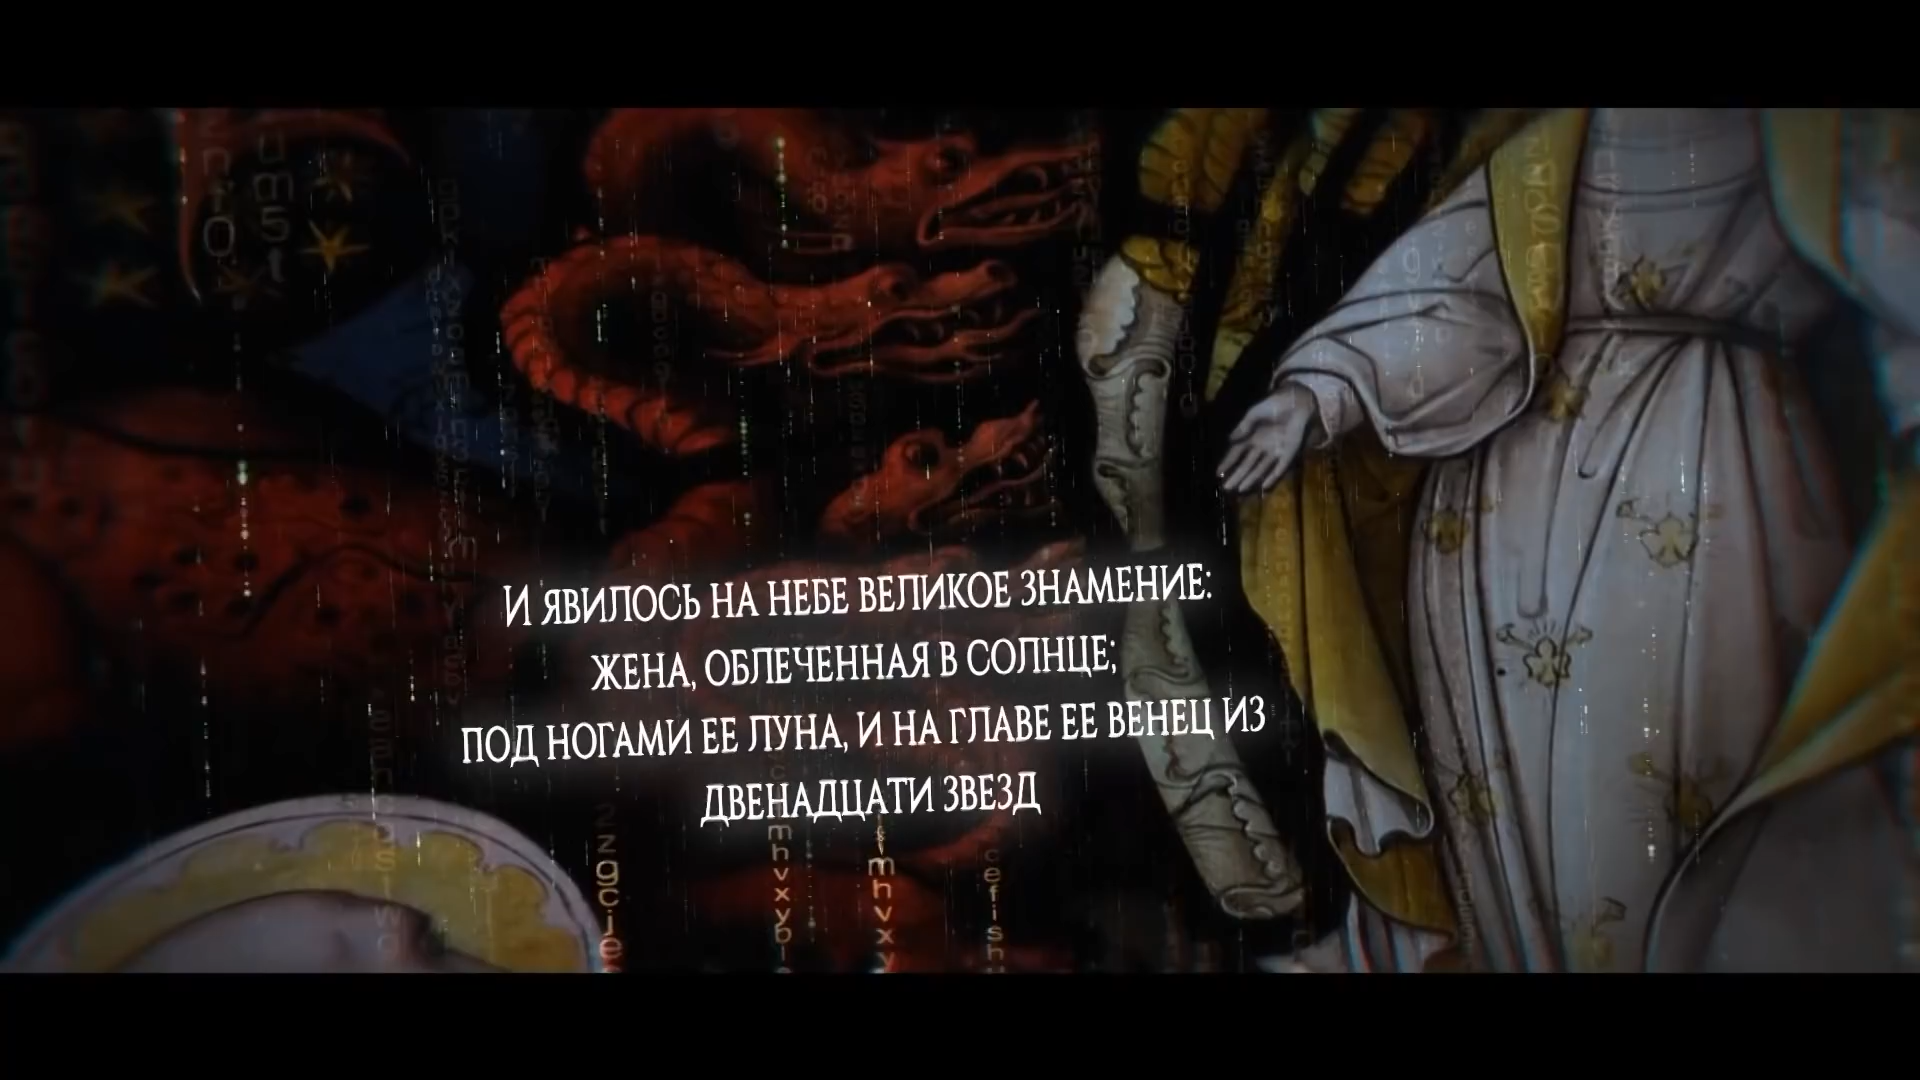 И ЯВИЛОСЬ НА НЕБЕ ВЕЛИКОЕ ЗНАМЕНИЕ:
ЖЕНА, ОБЛЕЧЕННАЯ В СОЛНЦЕ;
ПОД НОГАМИ ЕЕ ЛУНА, И НА ГЛАВЕ ЕЕ ВЕНЕЦ ИЗ
ДВЕНАДЦАТИ ЗВЕЗД